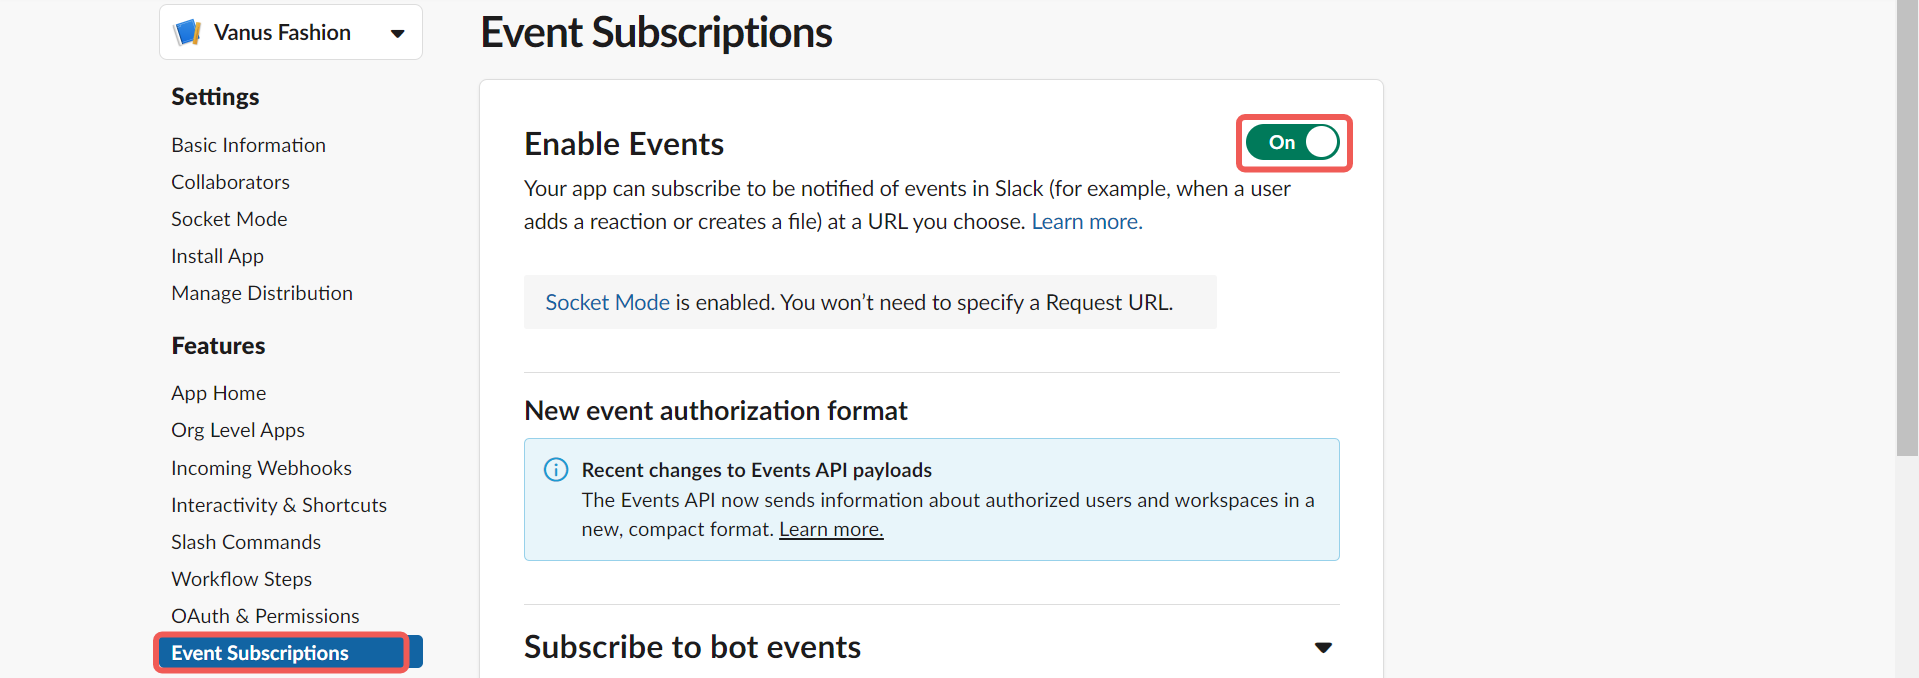 Vanus Fashion
Settings
Basic Information
Collaborators
Socket Mode
Install App
Manage Distribution
Features
App Home
Org Level Apps
Incoming Webhooks
Interactivity & Shortcuts
Slash Commands
Workflow Steps
OAuth & Permissions
Event Subscriptions
Event Subscriptions
Enable Events
On
Your app can subscribe to be notified of events in Slack (for example, when a user
adds a reaction or creates a file) at a URL you choose. Learn more.
Socket Mode is enabled. You won’t need to specify a Request URL.
New event authorization format
Recent changes to Events API payloads
The Events API now sends information about authorized users and workspaces in a
new, compact format. Learn more.
Subscribe to bot events